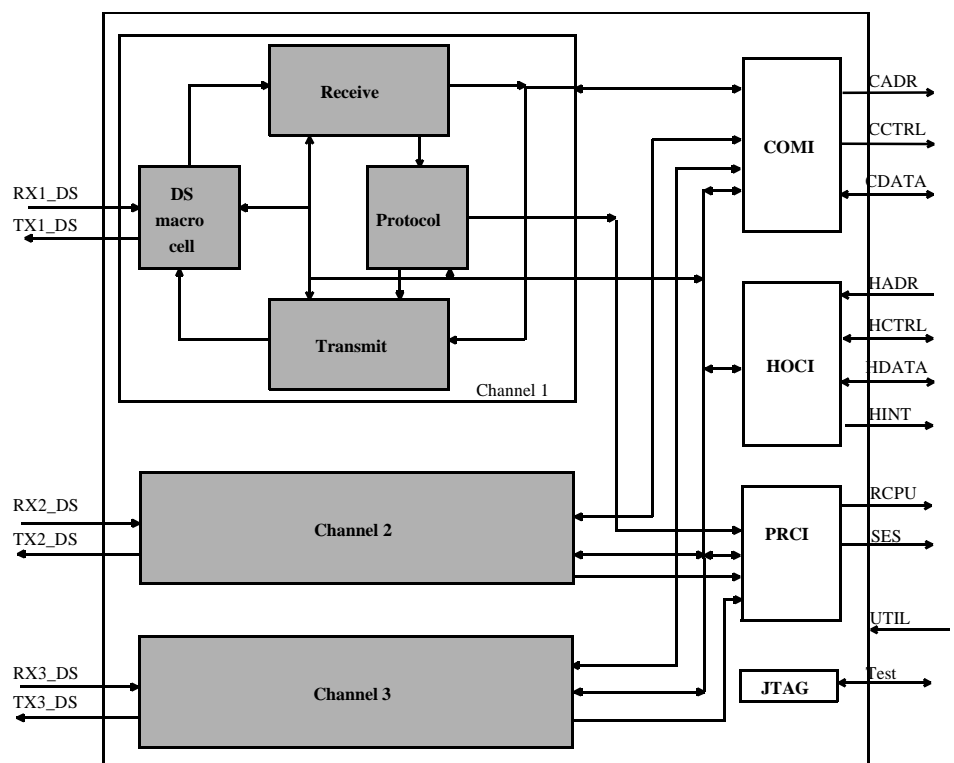 Receive
CADR
CCTRL
COMI
CDATA
RX1_DS
TX1_DS
DS
macro
cell
Protocol
HADR
HCTRL
HOCI
HDATA
HINT
Transmit
Channel 1
RX2_DS
TX2_DS
Channel 2
RCPU
PRCI
SES
UTIL
RX3_DS
TX3_DS
Channel 3
JTAG
Test